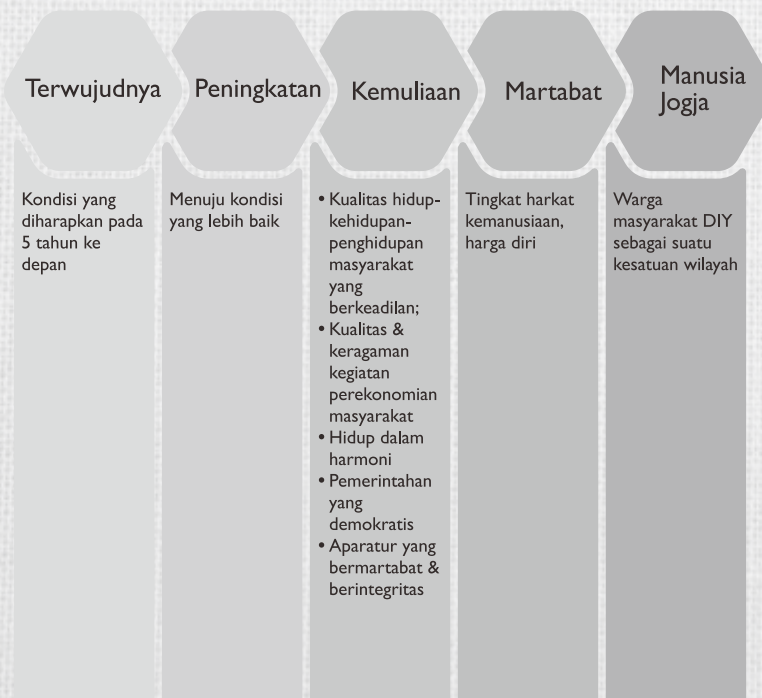 Terwujudnya
Kondisi yang
diharapkan pada
5 tahun ke
depan
Peningkatan
Menuju kondisi
yang lebih baik
Kemuliaan
• Kualitas hidup-
kehidupan-
penghidupan
masyarakat
yang
berkeadilan;
• Kualitas &
keragaman
kegiatan
perekonomian
masyarakat
• Hidup dalam
harmoni
• Pemerintahan
yang
demokratis
• Aparatur yang
bermartabat &
berintegritas
Martabat
Tingkat harkat
kemanusiaan,
harga diri
Manusia
Jogja
Warga
masyarakat DIY
sebagai suatu
kesatuan wilayah